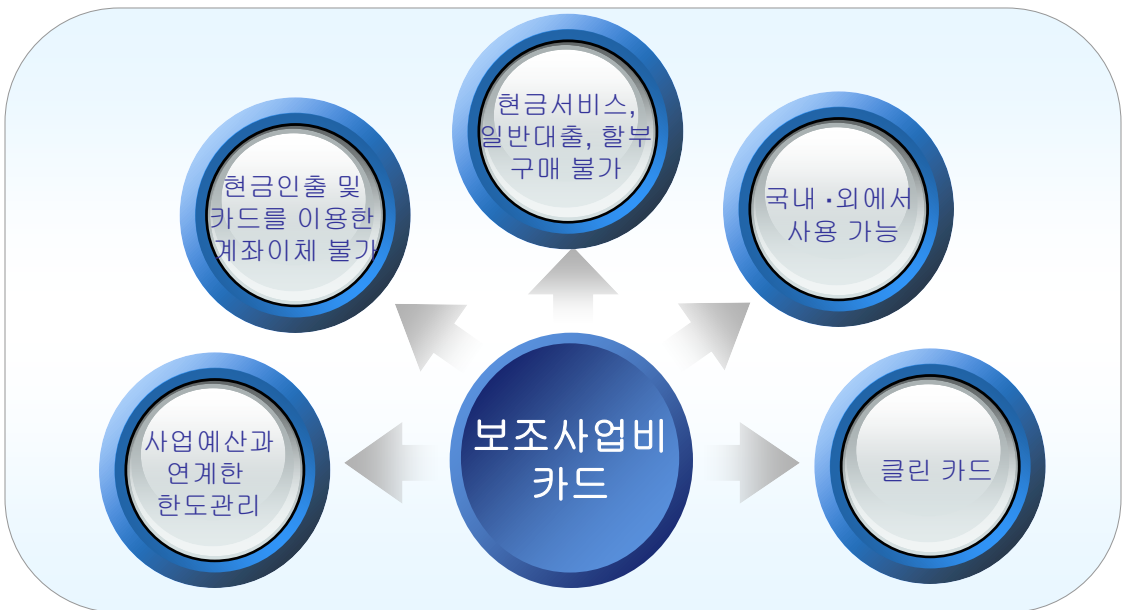 현금서비스,
일반대출, 할부
구매 불가
현금인출 및
카드를 이용한
계좌이체 불가
국내 ·외에서
사용 가능
사업예산과
연계한
한도관리
보조사업비
카드
클린 카드